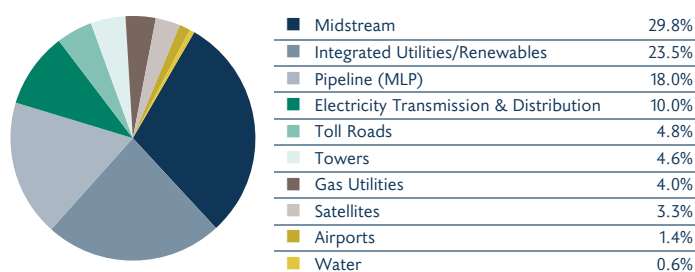 Midstream 29.8%
Integrated Utilities/Renewables 23.5%
Pipeline (MLP) 18.0%
Electricity Transmission & Distribution 10.0%
Toll Roads 4.8%
Towers 4.6%
Gas Utilities 4.0%
Satellites 3.3%
Airports 1.4%
Water 0.6%